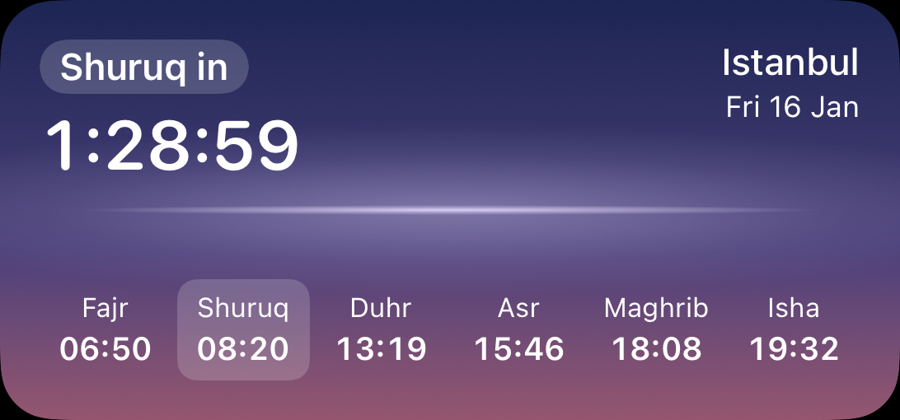 Shuruq in
Istanbul
1:28:59
Fri 16 Jan
Fajr Shuruq Duhr Asr Maghrib Isha
06:50 08:20 13:19 15:46 18:08 19:32